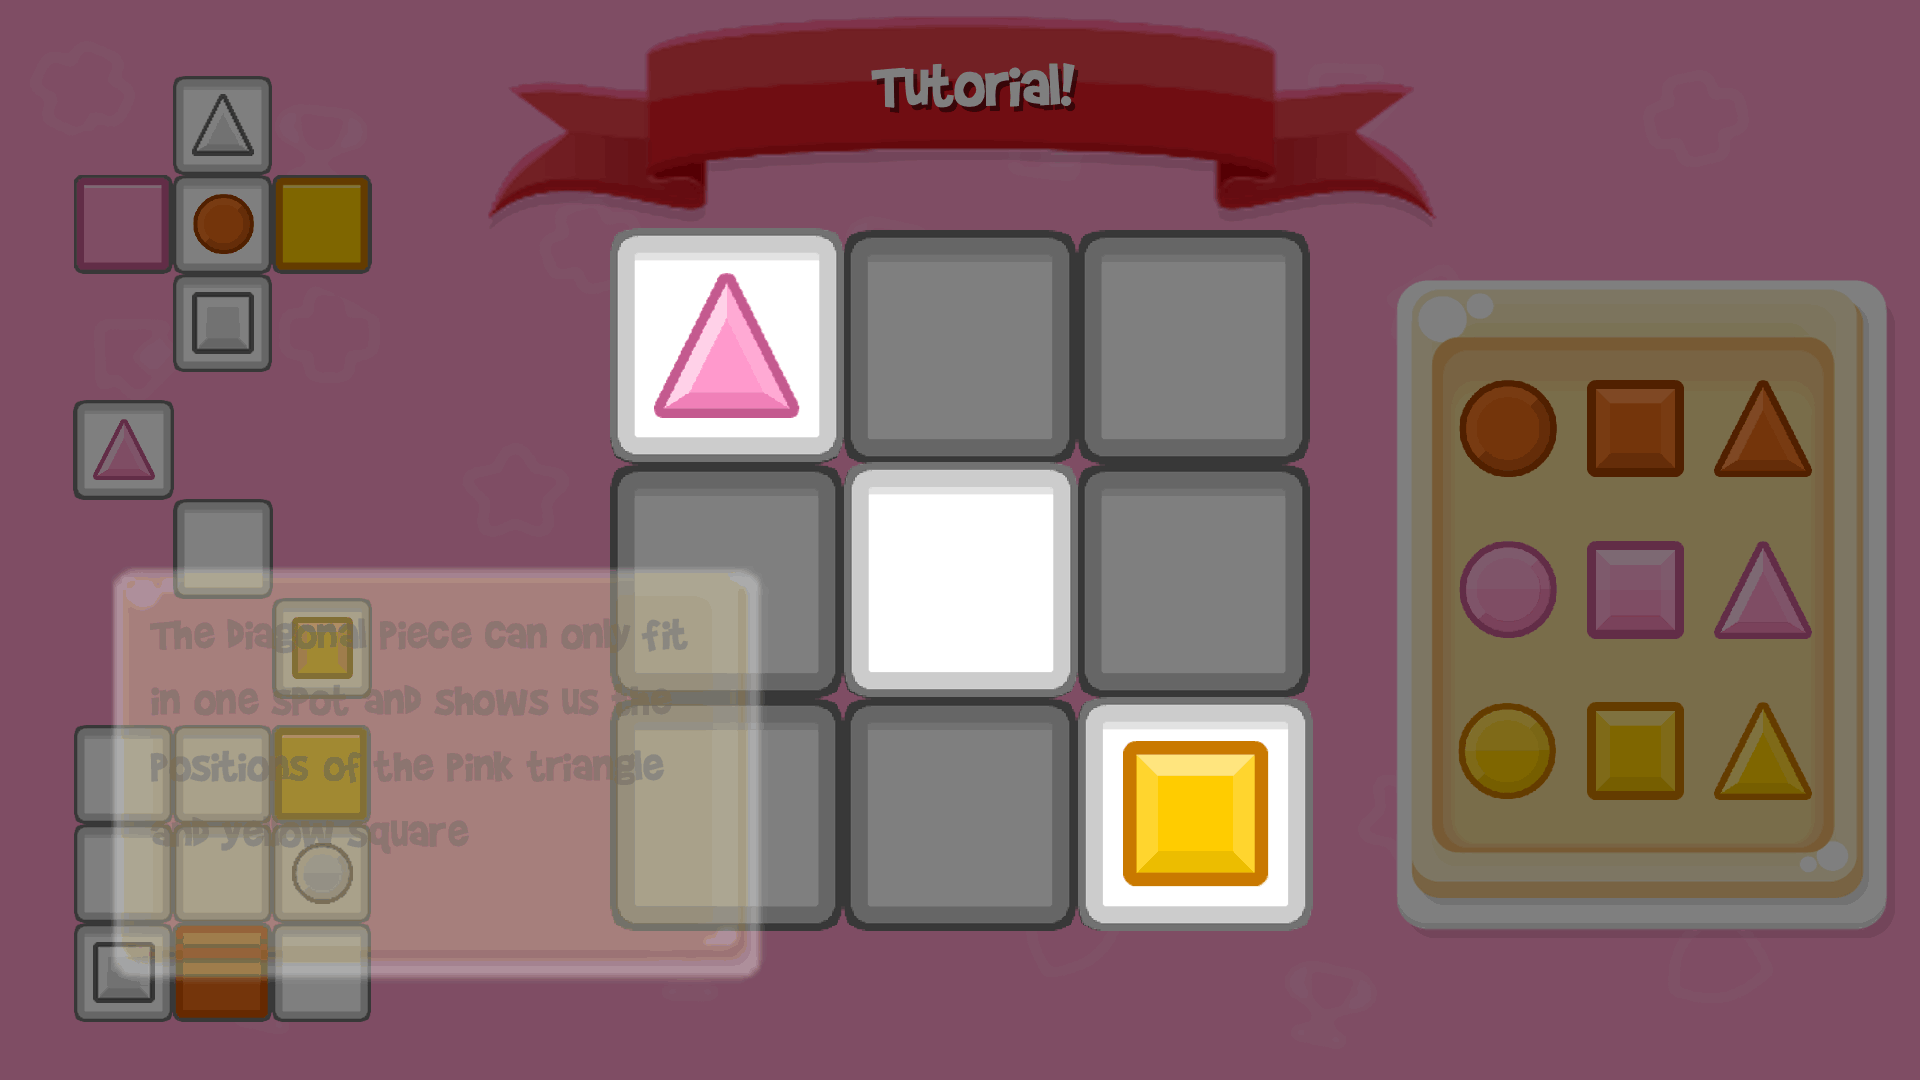 Tutorial!
The Diagonal Piece can only fit
in one spot and shows us the
Positions of the Pink triangle
and yellow square